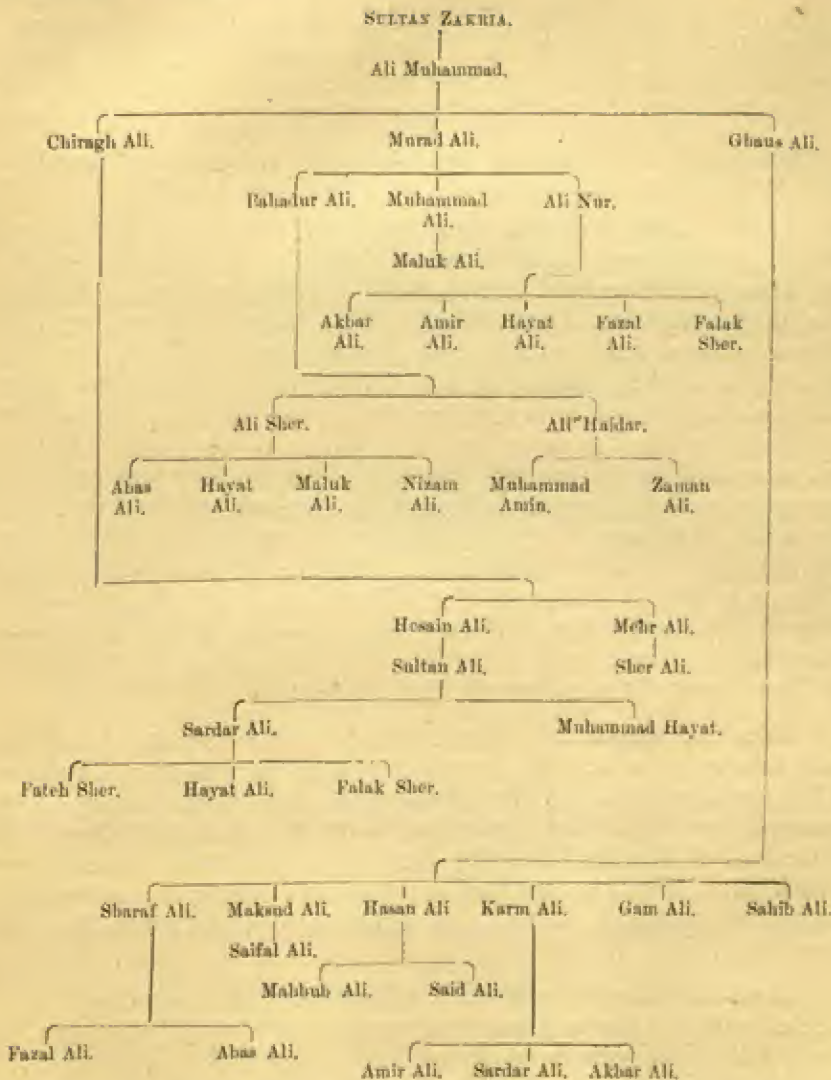 SULTAN ZAKRIA.
Ali Muhammad.
Chiragh Ali. Murad Ali. Ghaus Ali.
Bahadur Ali. Muhammad Ali Nur.
Ali.
Maluk Ali.
Akbar Amir Hayat Fazal Falak
Ali. Ali. Ali. Ali. Sher.
Ali Sher. Ali Haidar.
Abas Hayat Maluk Nizam Muhammad Zaman
Ali. Ali. Ali. Ali. Amin. Ali.
Hosain Ali. Mehr Ali.
Sultan Ali. Sher Ali.
Sardar Ali. Muhammad Hayat.
Fateh Sher. Hayat Ali. Falak Sher.
Sharaf Ali. Maksud Ali. Hasan Ali Karm Ali. Gam Ali. Sahib Ali.
Saifal Ali.
Mahbub Ali. Said Ali.
Fazal Ali. Abas Ali.
Amir Ali. Sardar Ali. Akbar Ali.